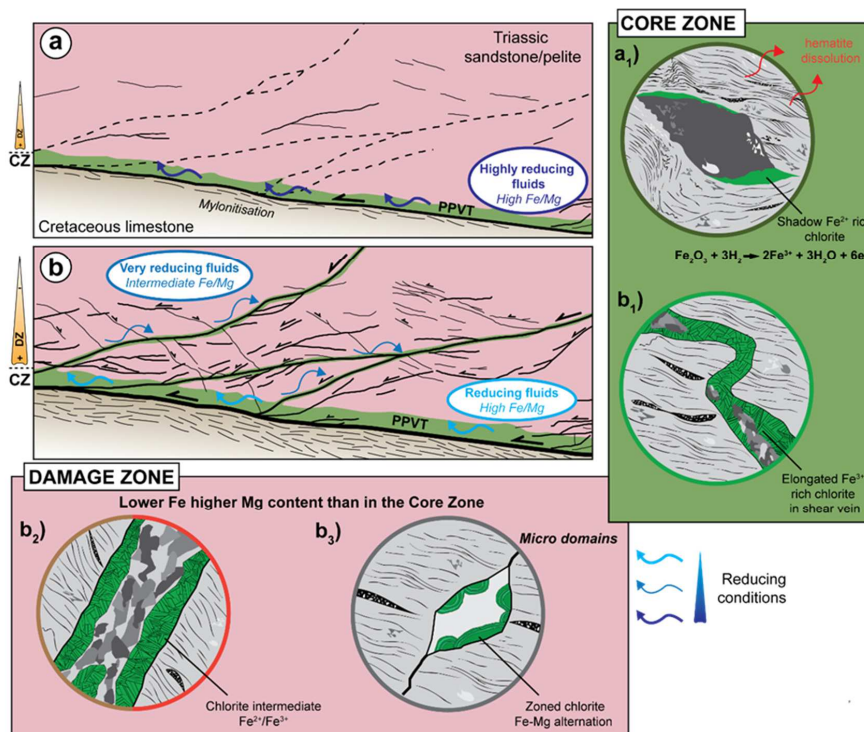 a
Triassic
sandstone/pelite
DZ
CZ
Highly reducing
fluids
High Fe/Mg
PPVT
Mylonitisation
Cretaceous limestone
b
Very reducing fluids
Intermediate Fe/Mg
- DZ +
CZ
Reducing fluids
High Fe/Mg
PPVT
CORE ZONE
a₁)
hematite
dissolution
Shadow Fe²⁺ ric
chlorite
Fe₂O₃ + 3H₂ → 2Fe³⁺ + 3H₂O + 6e
b₁)
Elongated Fe³⁺
rich chlorite
in shear vein
DAMAGE ZONE
Lower Fe higher Mg content than in the Core Zone
b₂)
Chlorite intermediate
Fe²⁺/Fe³⁺
b₃)
Micro domains
Zoned chlorite
Fe-Mg alternation
Reducing
conditions